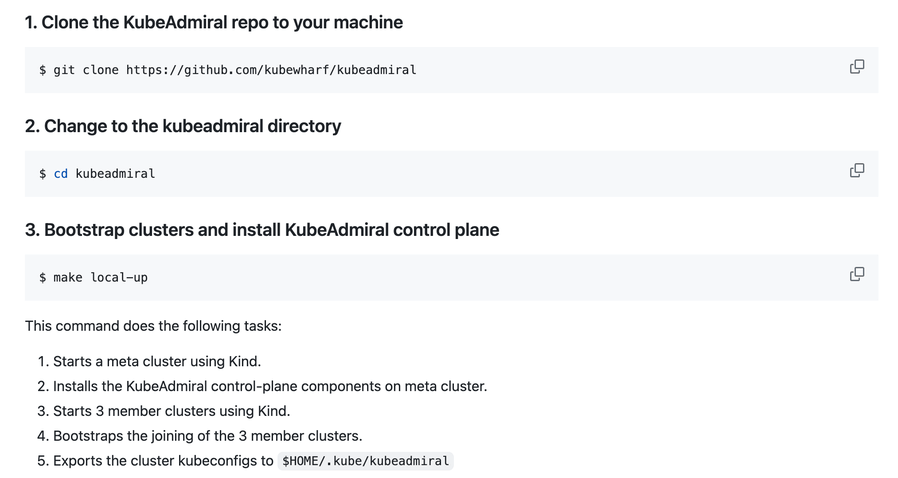 1. Clone the KubeAdmiral repo to your machine
$ git clone https://github.com/kubewharf/kubeadmiral
2. Change to the kubeadmiral directory
$ cd kubeadmiral
3. Bootstrap clusters and install KubeAdmiral control plane
$ make local-up
This command does the following tasks:
1. Starts a meta cluster using Kind.
2. Installs the KubeAdmiral control-plane components on meta cluster.
3. Starts 3 member clusters using Kind.
4. Bootstraps the joining of the 3 member clusters.
5. Exports the cluster kubeconfigs to $HOME/.kube/kubeadmiral